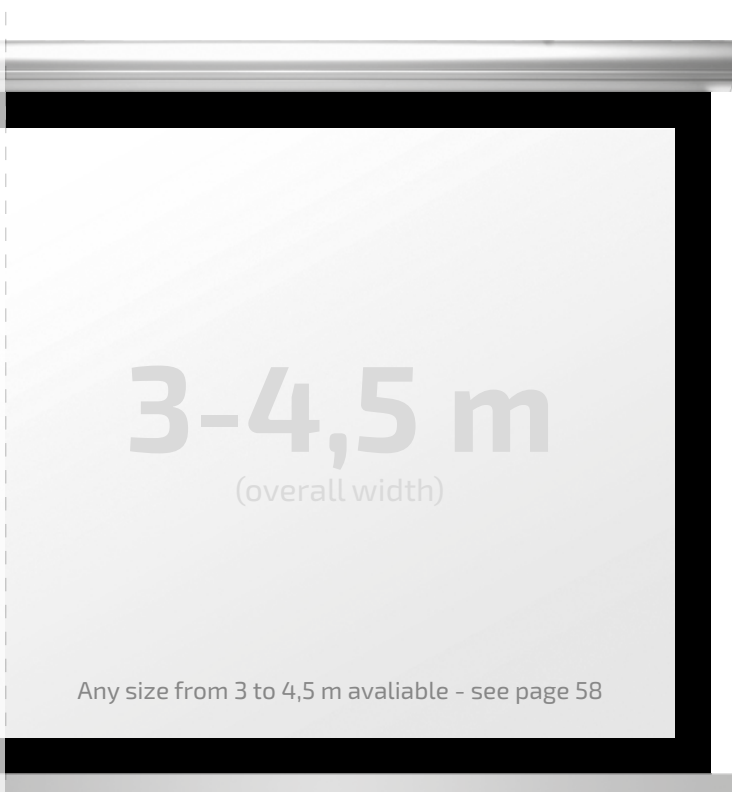 3-4,5 m
(overall width)
Any size from 3 to 4,5 m avaliable - see page 58